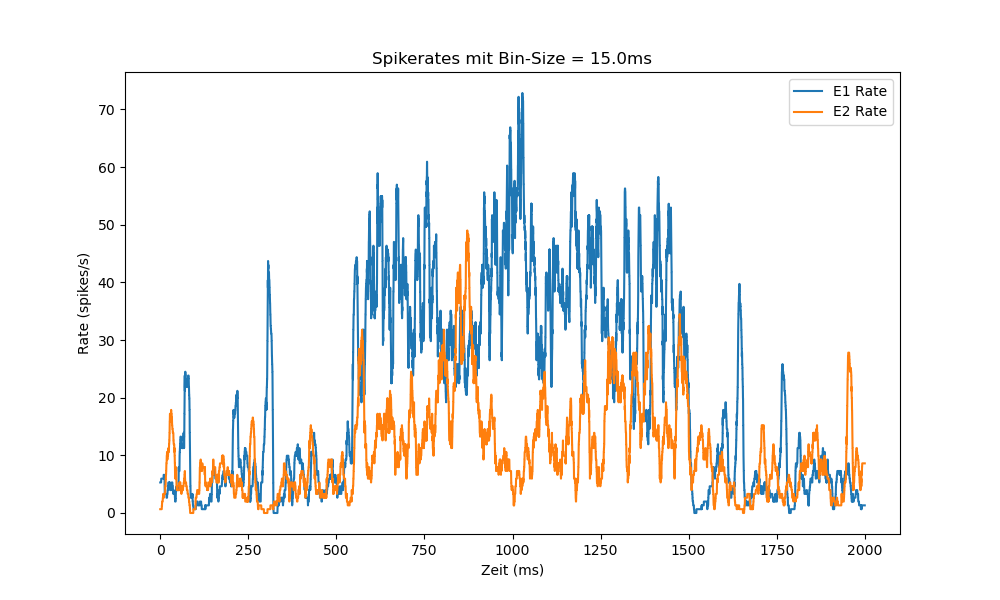 Spikerates mit Bin-Size = 15.0ms
E1 Rate
E2 Rate
Rate (spikes/s)
70
60
50
40
30
20
10
0
0 250 500 750 1000 1250 1500 1750 2000
Zeit (ms)